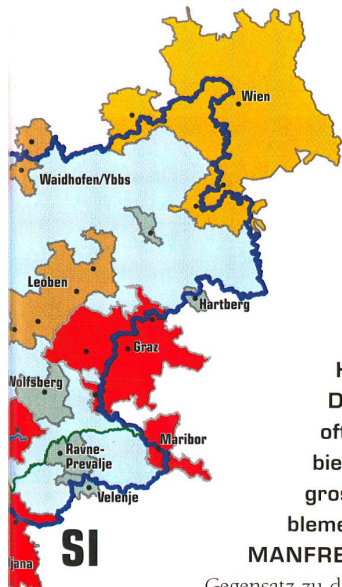 Wien
Waidhofen/Ybbs
Leoben
Hartberg
Graz
Wolfsberg
Maribor
Ravne-
Prevalje
Velenje
SI
jana
H
D
oft
bie
gros
bleme
MANFRE
Gegensatz zu d